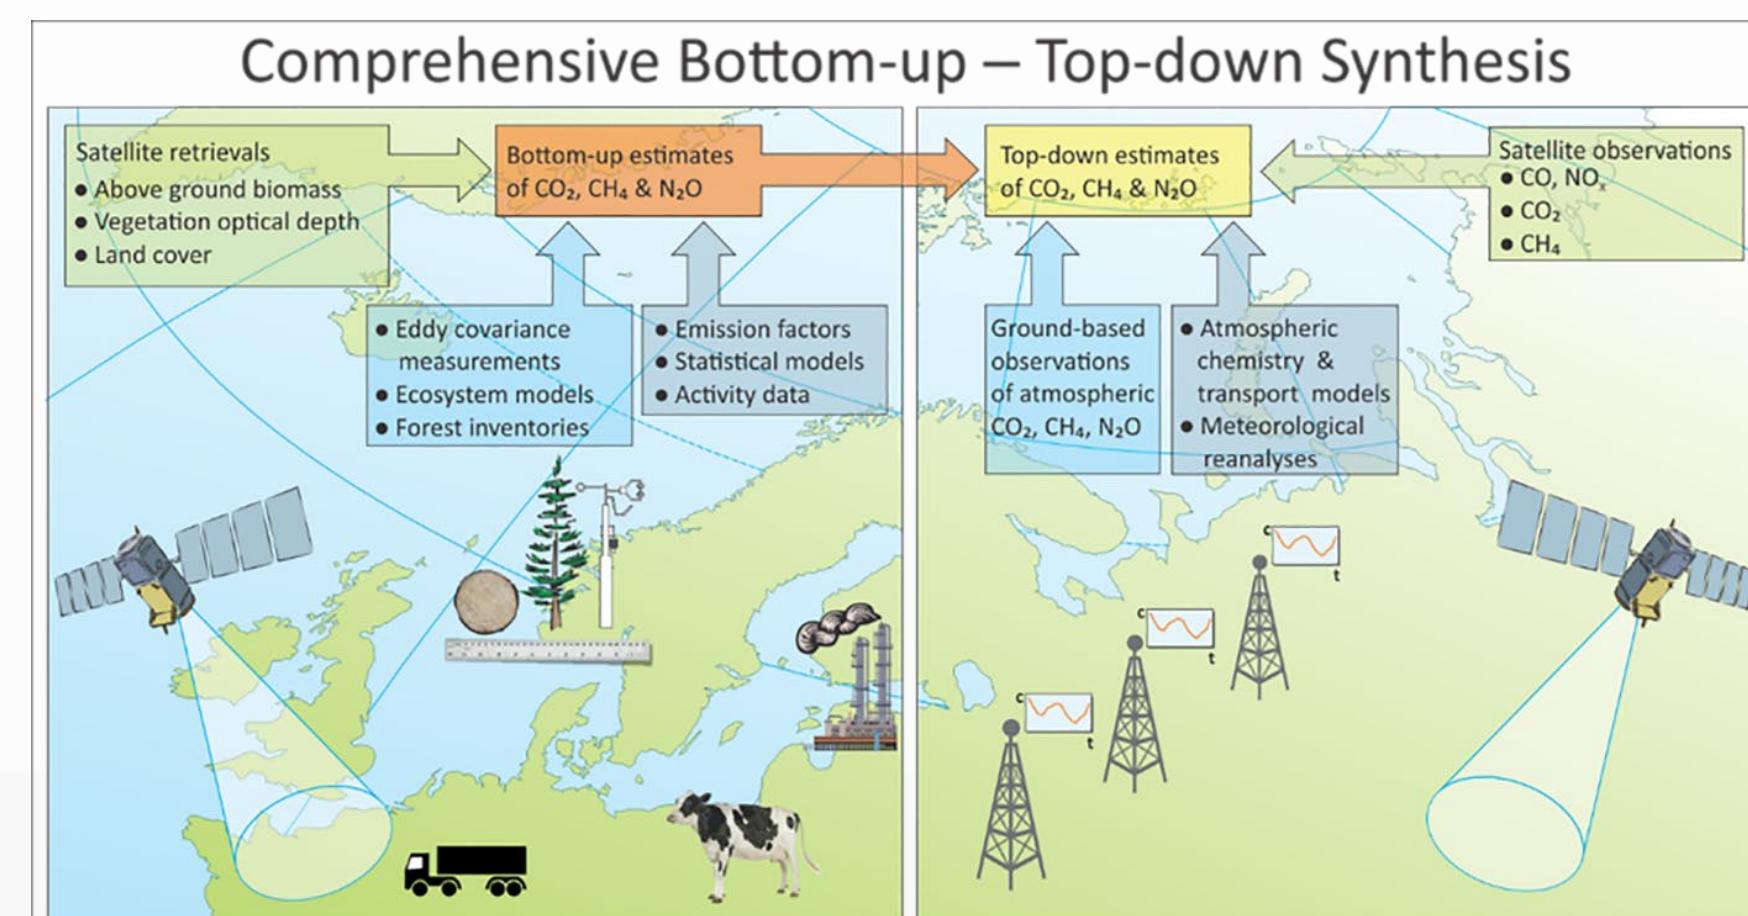 Comprehensive Bottom-up – Top-down Synthesis
Satellite retrievals
● Above ground biomass
● Vegetation optical depth
● Land cover
Bottom-up estimates
of CO₂, CH₄ & N₂O
● Eddy covariance
measurements
● Ecosystem models
● Forest inventories
● Emission factors
● Statistical models
● Activity data
Top-down estimates
of CO₂, CH₄ & N₂O
Satellite observations
● CO, NOₓ
● CO₂
● CH₄
Ground-based
observations
of atmospheric
CO₂, CH₄, N₂O
● Atmospheric
chemistry &
transport models
● Meteorological
reanalyses
c
t
c
t
c
t